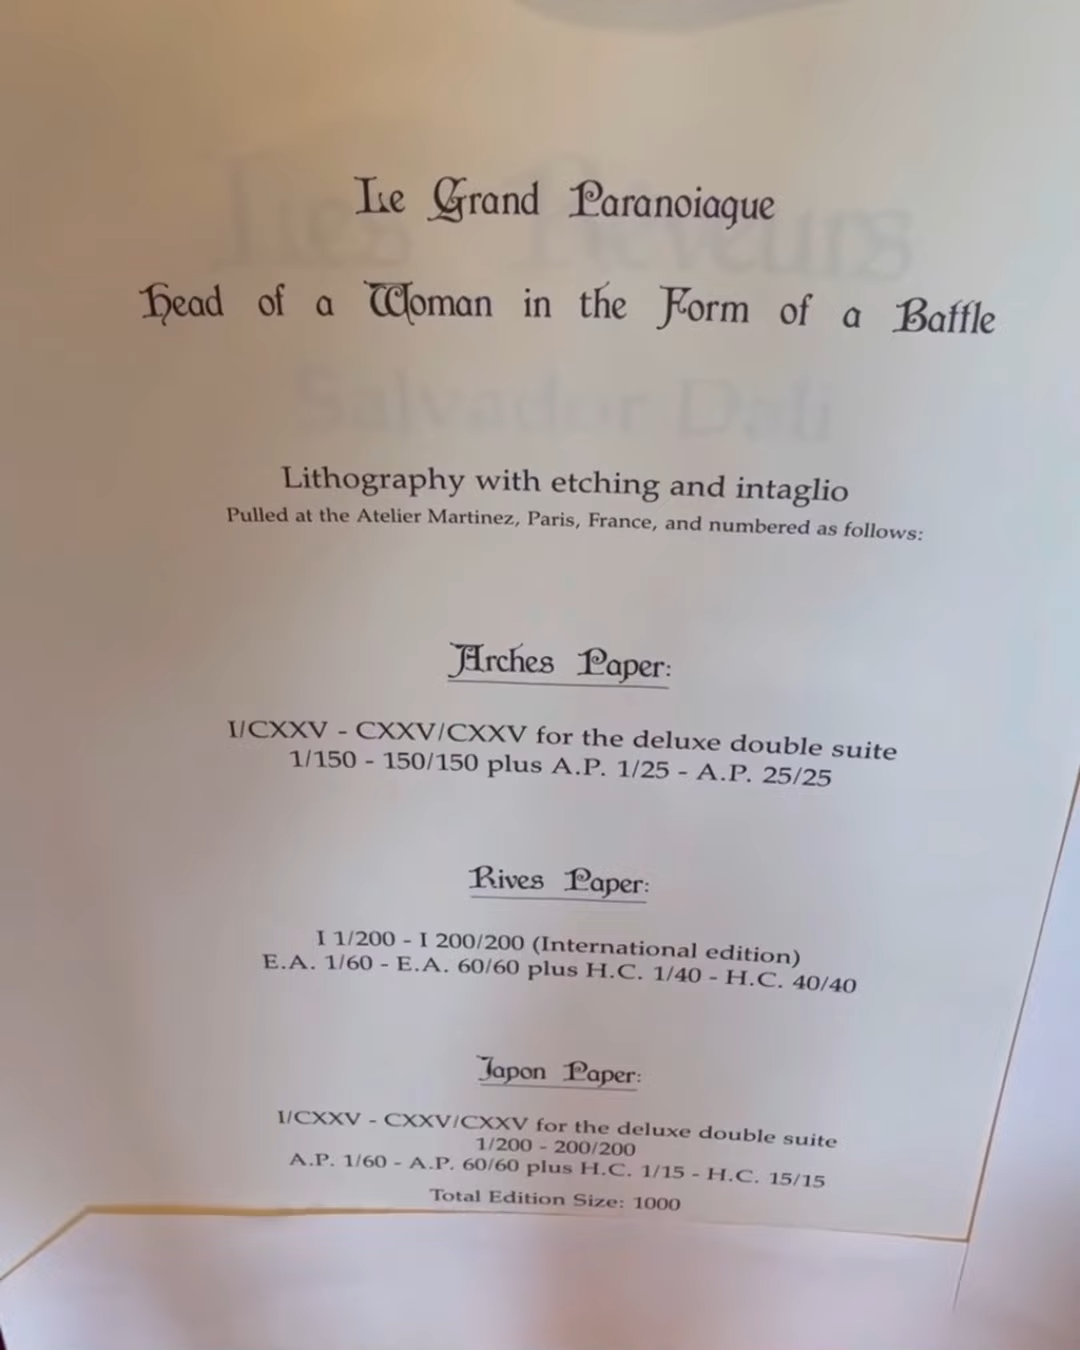 Le Grand Paranoiaque
Head of a Woman in the Form of a Battle
Lithography with etching and intaglio
Pulled at the Atelier Martinez, Paris, France, and numbered as follows:
Arches Paper:
I/CXXV - CXXV/CXXV for the deluxe double suite
1/150 - 150/150 plus A.P. 1/25 - A.P. 25/25
Rives Paper:
I 1/200 - I 200/200 (International edition)
E.A. 1/60 - E.A. 60/60 plus H.C. 1/40 - H.C. 40/40
Japon Paper:
I/CXXV - CXXV/CXXV for the deluxe double suite
1/200 - 200/200
A.P. 1/60 - A.P. 60/60 plus H.C. 1/15 - H.C. 15/15
Total Edition Size: 1000
Les Reveurs
Salvador Dali